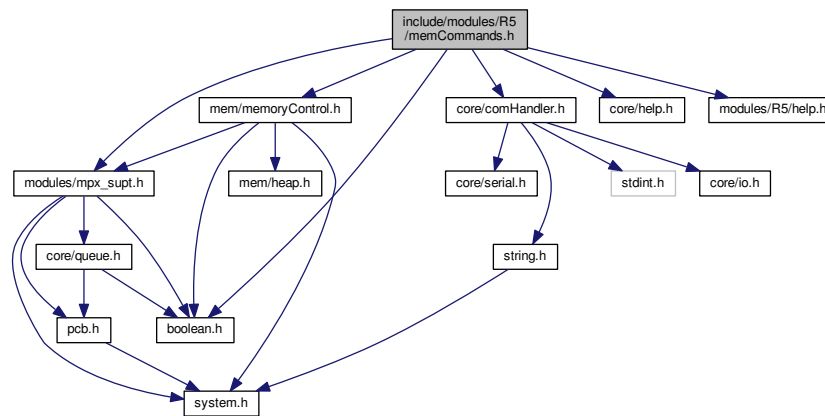 include/modules/R5
/memCommands.h
mem/memoryControl.h
core/comHandler.h
core/help.h
modules/R5/help.h
modules/mpx_supt.h
mem/heap.h
core/serial.h
stdint.h
core/io.h
core/queue.h
string.h
pcb.h
boolean.h
system.h